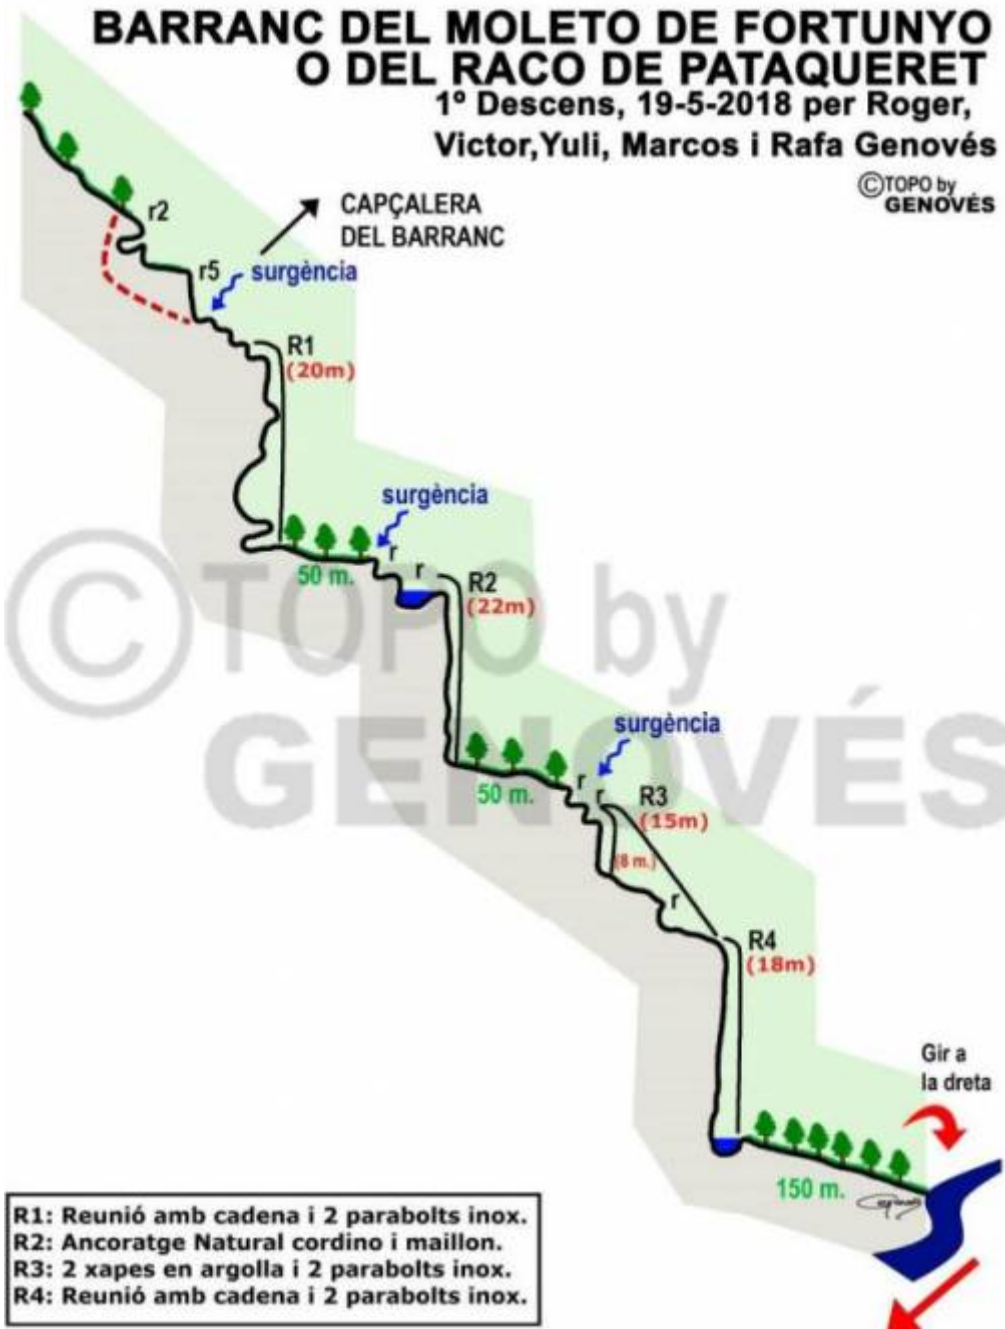 BARRANC DEL MOLETO DE FORTUNYO
O DEL RACO DE PATAQUERET
1º Descens, 19-5-2018 per Roger,
Victor,Yuli, Marcos i Rafa Genovés
©TOPO by
GENOVÉS
r2
CAPÇALERA
DEL BARRANC
r5
surgència
R1
(20m)
surgència
r
r
50 m.
R2
(22m)
©TOPO by
GENOVÉS
surgència
r
r
50 m.
R3
(15m)
(8 m.)
r
R4
(18m)
Gir a
la dreta
150 m.
R1: Reunió amb cadena i 2 parabolts inox.
R2: Ancoratge Natural cordino i maillon.
R3: 2 xapes en argolla i 2 parabolts inox.
R4: Reunió amb cadena i 2 parabolts inox.